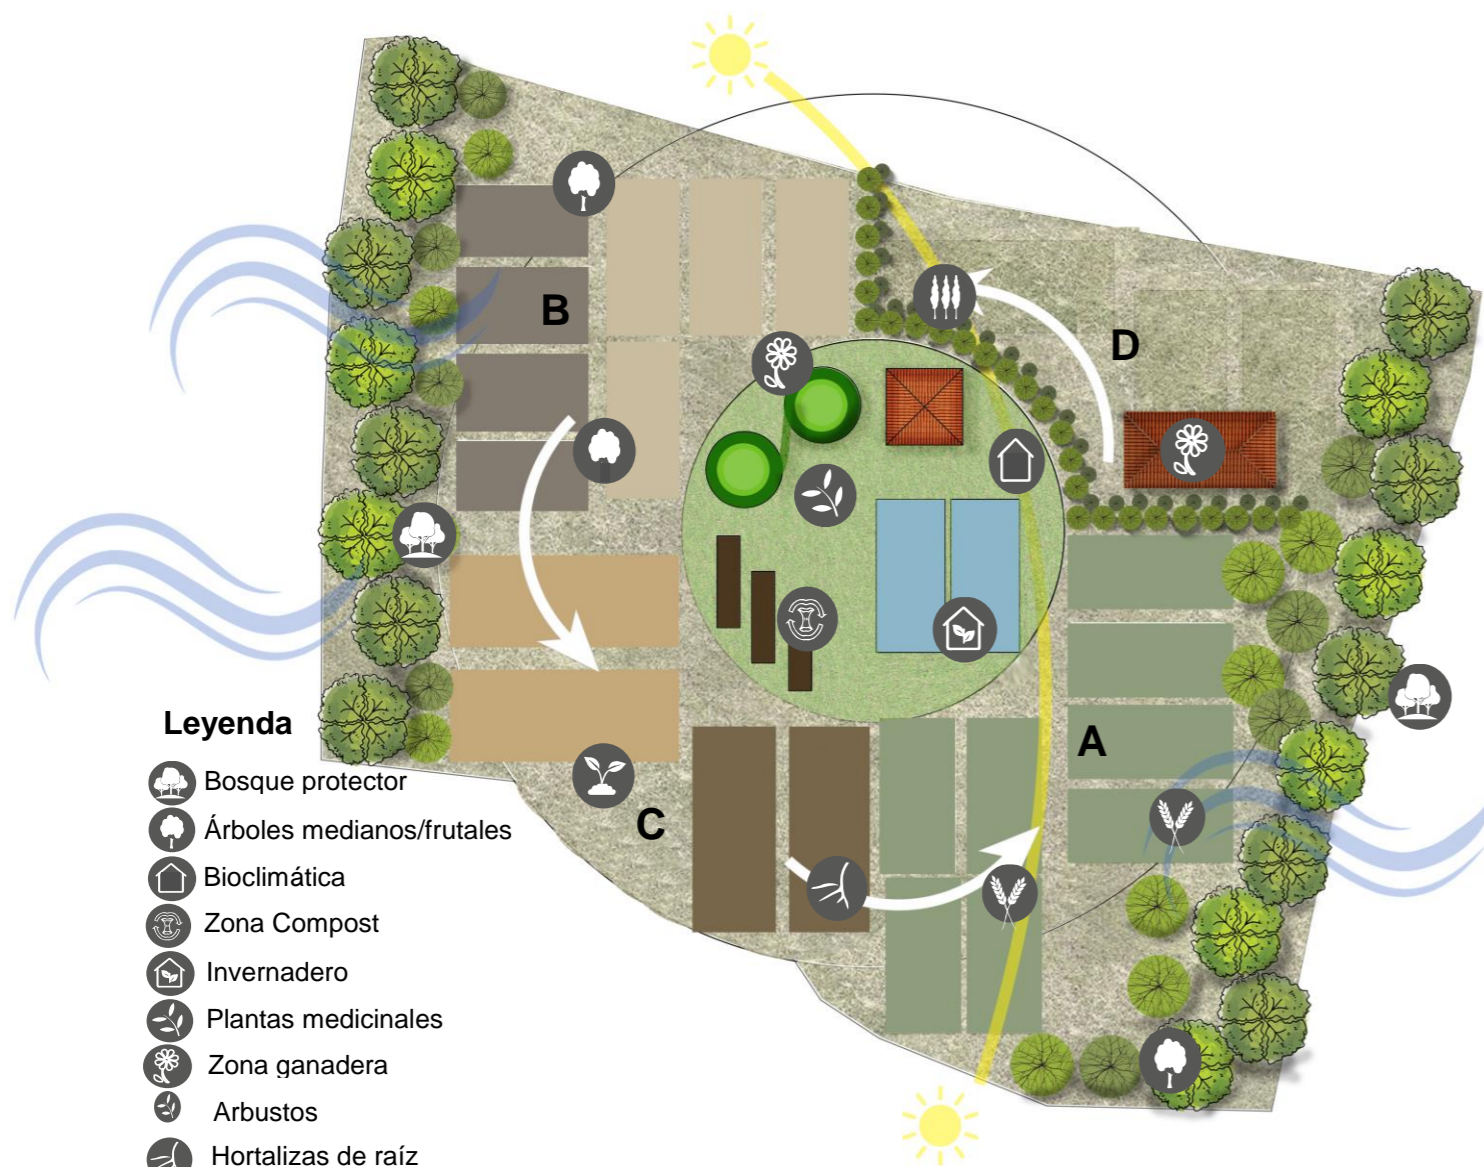 B
D
A
C
Leyenda
Bosque protector
Árboles medianos/frutales
Bioclimática
Zona Compost
Invernadero
Plantas medicinales
Zona ganadera
Arbustos
Hortalizas de raíz